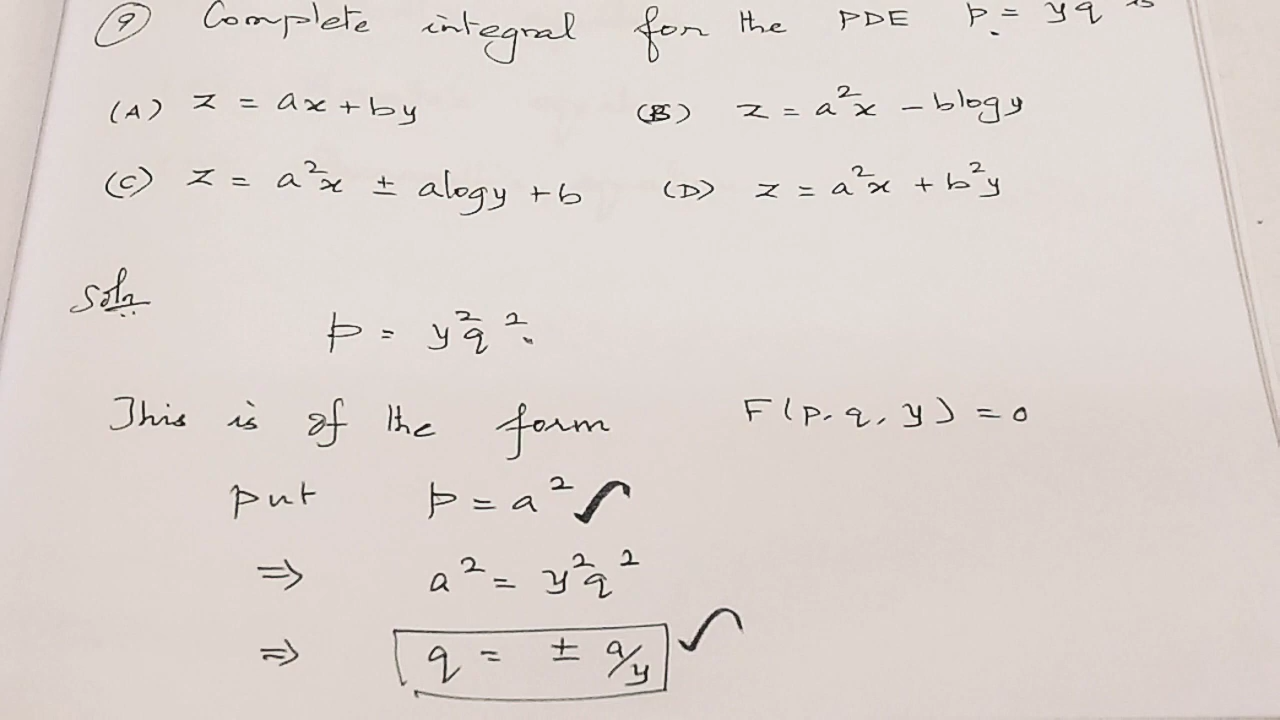 (9) Complete integral for the PDE p = yq is
(A) z = ax + by (B) z = a²x - blogy
(C) z = a²x ± alogy + b (D) z = a²x + b²y
Soln
p = y²q².
This is of the form F(p, q, y) = 0
put p = a² ✓
⇒ a² = y²q²
⇒ q = ± a/y ✓